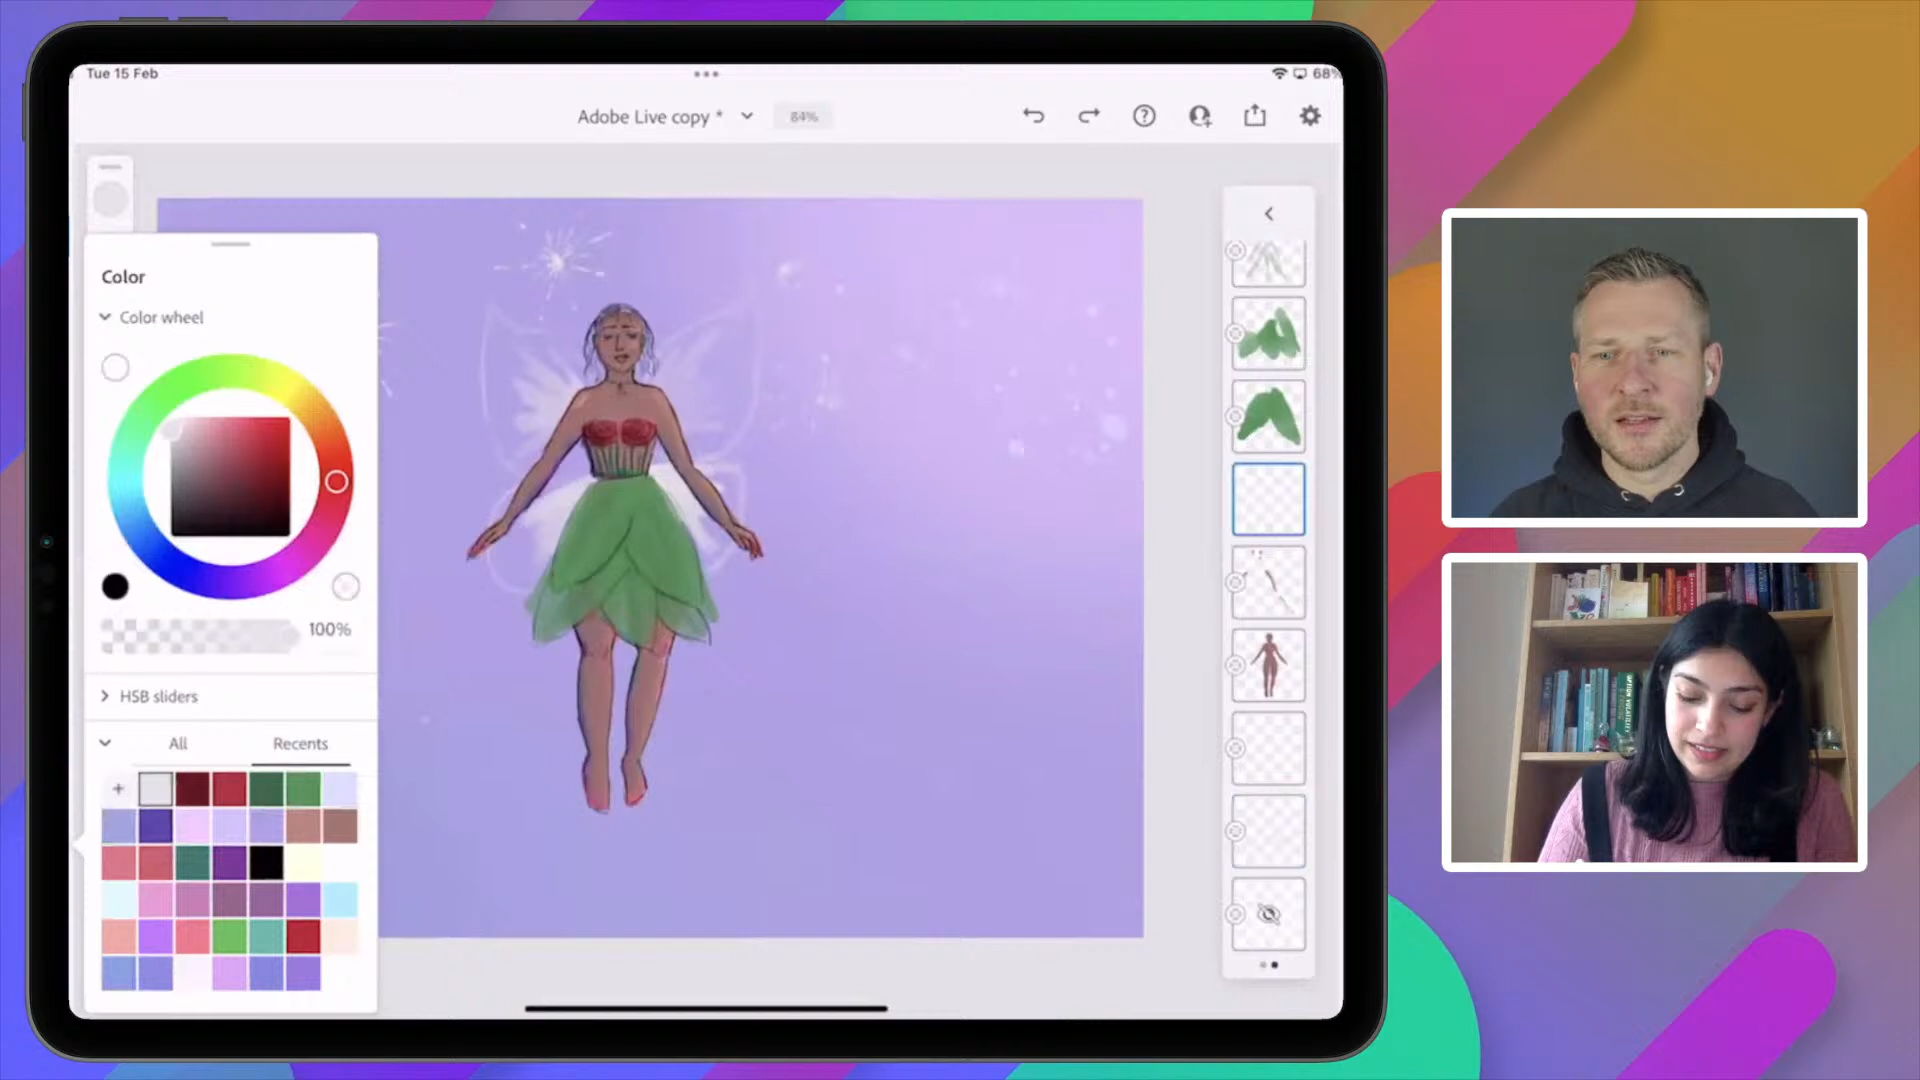 Tue 15 Feb
68%
Adobe Live copy *
84%
Color
Color wheel
100%
HSB sliders
All
Recents